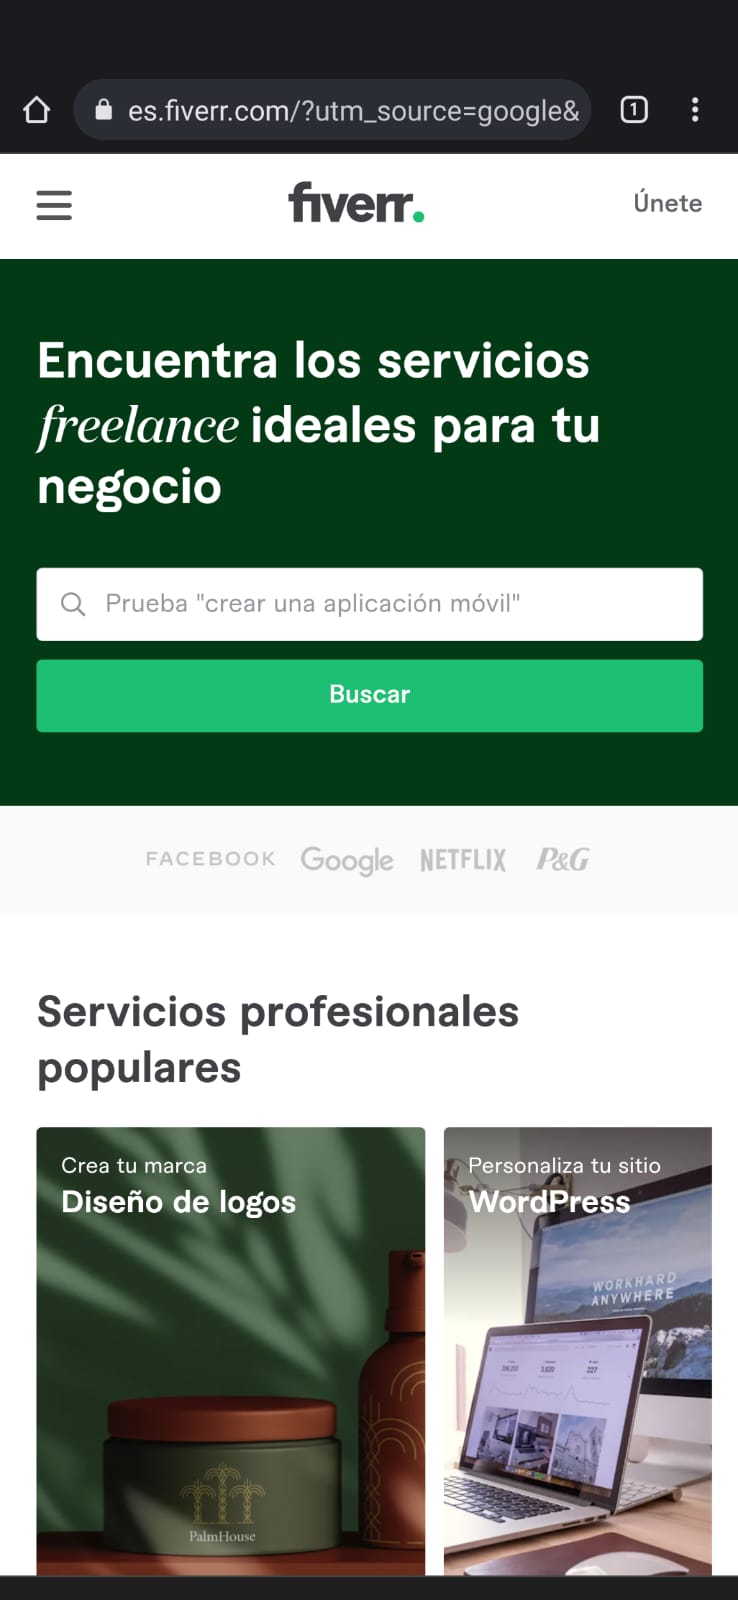 es.fiverr.com/?utm_source=google&
1
fiverr.
Únete
Encuentra los servicios
freelance ideales para tu
negocio
Prueba "crear una aplicación móvil"
Buscar
FACEBOOK Google NETFLIX P&G
Servicios profesionales
populares
Crea tu marca
Diseño de logos
PalmHouse
Personaliza tu sitio
WordPress
WORKHARD
ANYWHERE